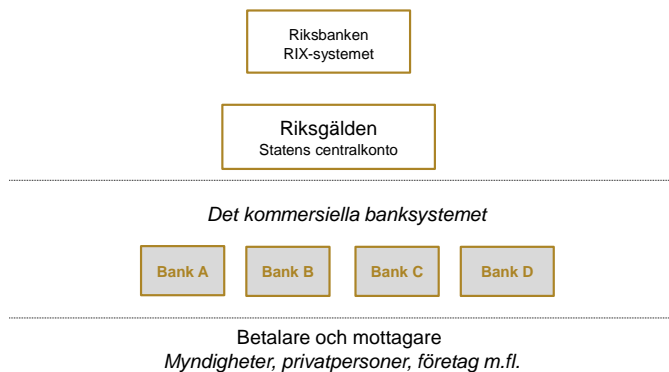 Riksbanken
RIX-systemet
Riksgälden
Statens centralkonto
Det kommersiella banksystemet
Bank A
Bank B
Bank C
Bank D
Betalare och mottagare
Myndigheter, privatpersoner, företag m.fl.